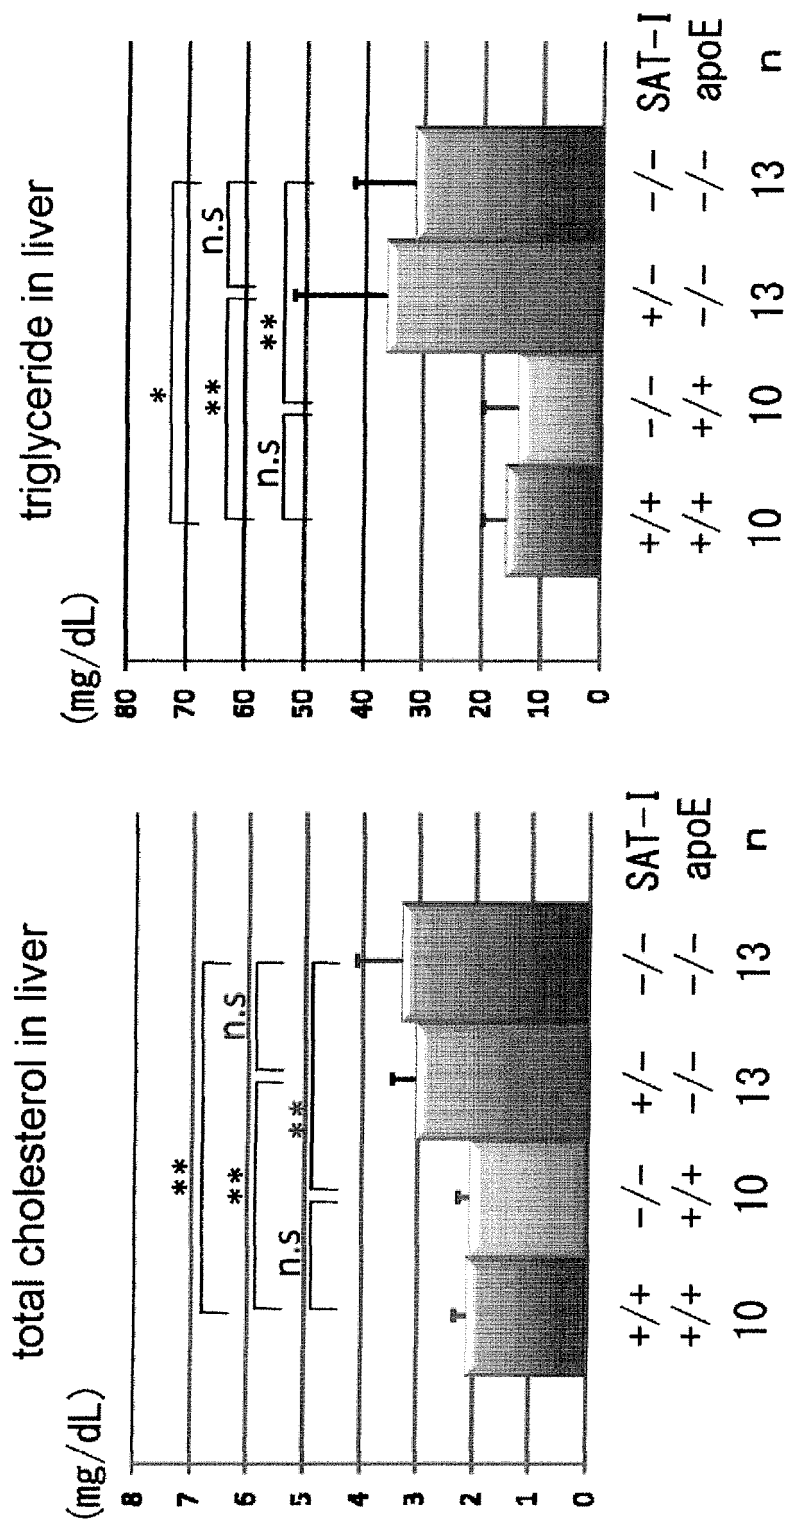 total cholesterol in liver
(mg/dL)
8
7
6
5
4
3
2
1
0
**
** n.s
n.s **
+/+ -/- +/- -/- SAT-I
+/+ +/+ -/- -/- apoE
10 10 13 13 n
triglyceride in liver
(mg/dL)
80
70
60
50
40
30
20
10
0
*
** n.s
n.s **
+/+ -/- +/- -/- SAT-I
+/+ +/+ -/- -/- apoE
10 10 13 13 n